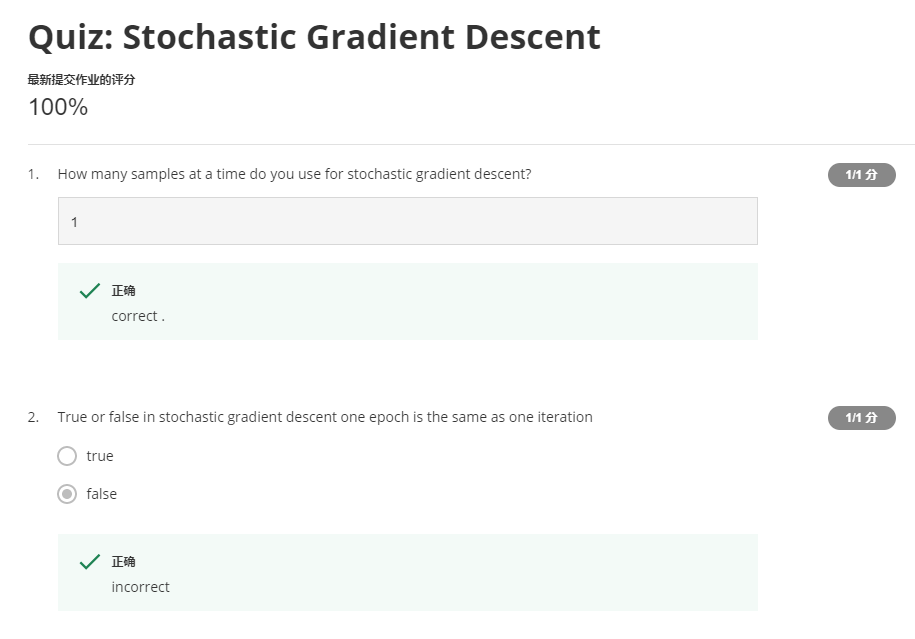 Quiz: Stochastic Gradient Descent
最新提交作业的评分
100%
1. How many samples at a time do you use for stochastic gradient descent?
1/1 分
1
正确
correct .
2. True or false in stochastic gradient descent one epoch is the same as one iteration
1/1 分
true
false
正确
incorrect